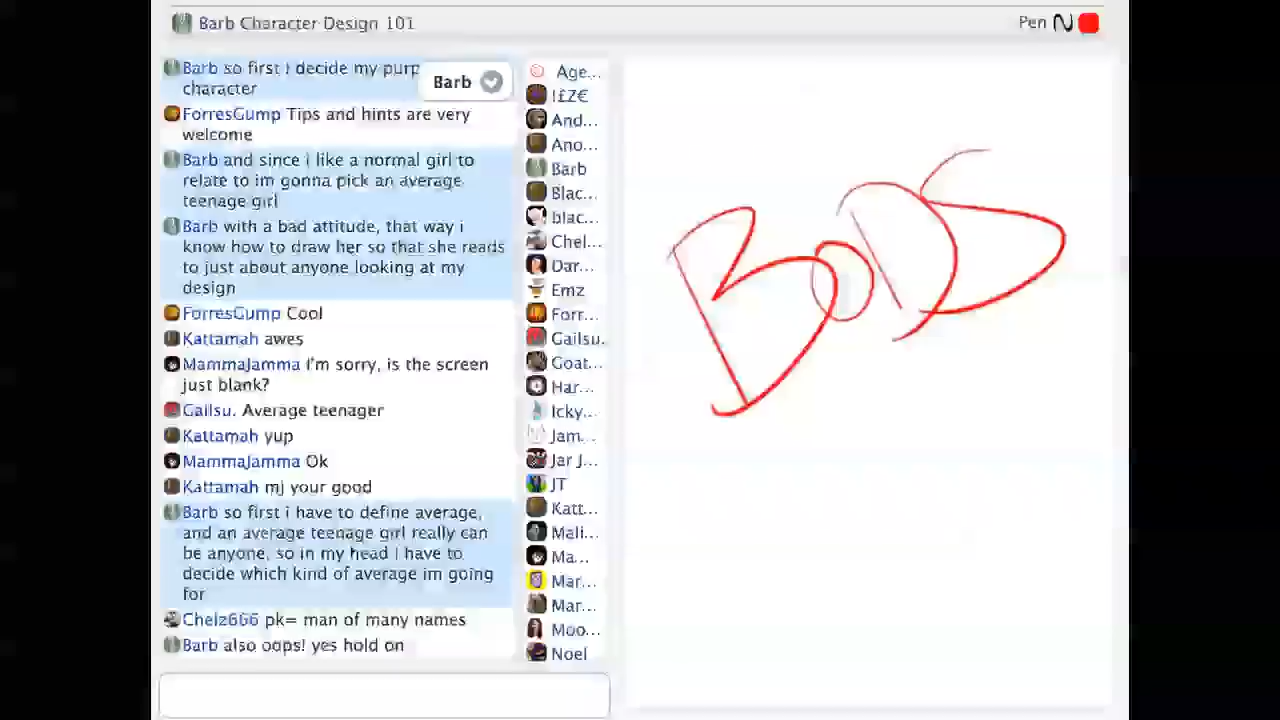 Barb Character Design 101
Pen
Barb so first i decide my purp
character
Barb
ForresGump Tips and hints are very
welcome
Barb and since i like a normal girl to
relate to im gonna pick an average
teenage girl
Barb with a bad attitude, that way i
know how to draw her so that she reads
to just about anyone looking at my
design
ForresGump Cool
Kattamah awes
MammaJamma I'm sorry, is the screen
just blank?
Gailsu. Average teenager
Kattamah yup
MammaJamma Ok
Kattamah mj your good
Barb so first i have to define average,
and an average teenage girl really can
be anyone, so in my head i have to
decide which kind of average im going
for
Chelz666 pk= man of many names
Barb also oops! yes hold on
Age...
!£Z€
And...
Ano...
Barb
Blac...
blac...
Chel...
Dar...
Emz
Forr...
Gailsu.
Goat...
Har...
Icky...
Jam...
Jar J...
JT
Katt...
Mali...
Ma...
Mar...
Mar...
Moo...
Noel